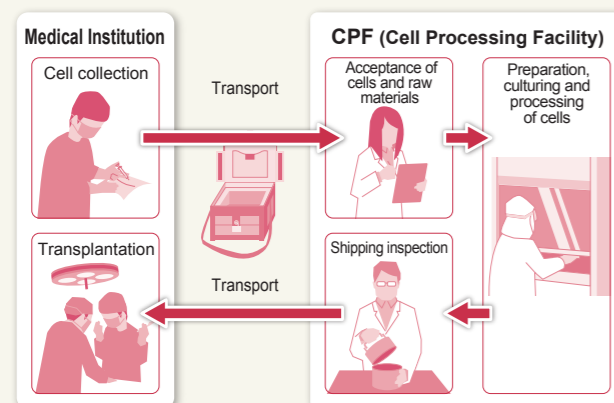 Medical Institution
Cell collection
Transport
CPF (Cell Processing Facility)
Acceptance of
cells and raw
materials
Preparation,
culturing and
processing
of cells
Shipping inspection
Transport
Transplantation